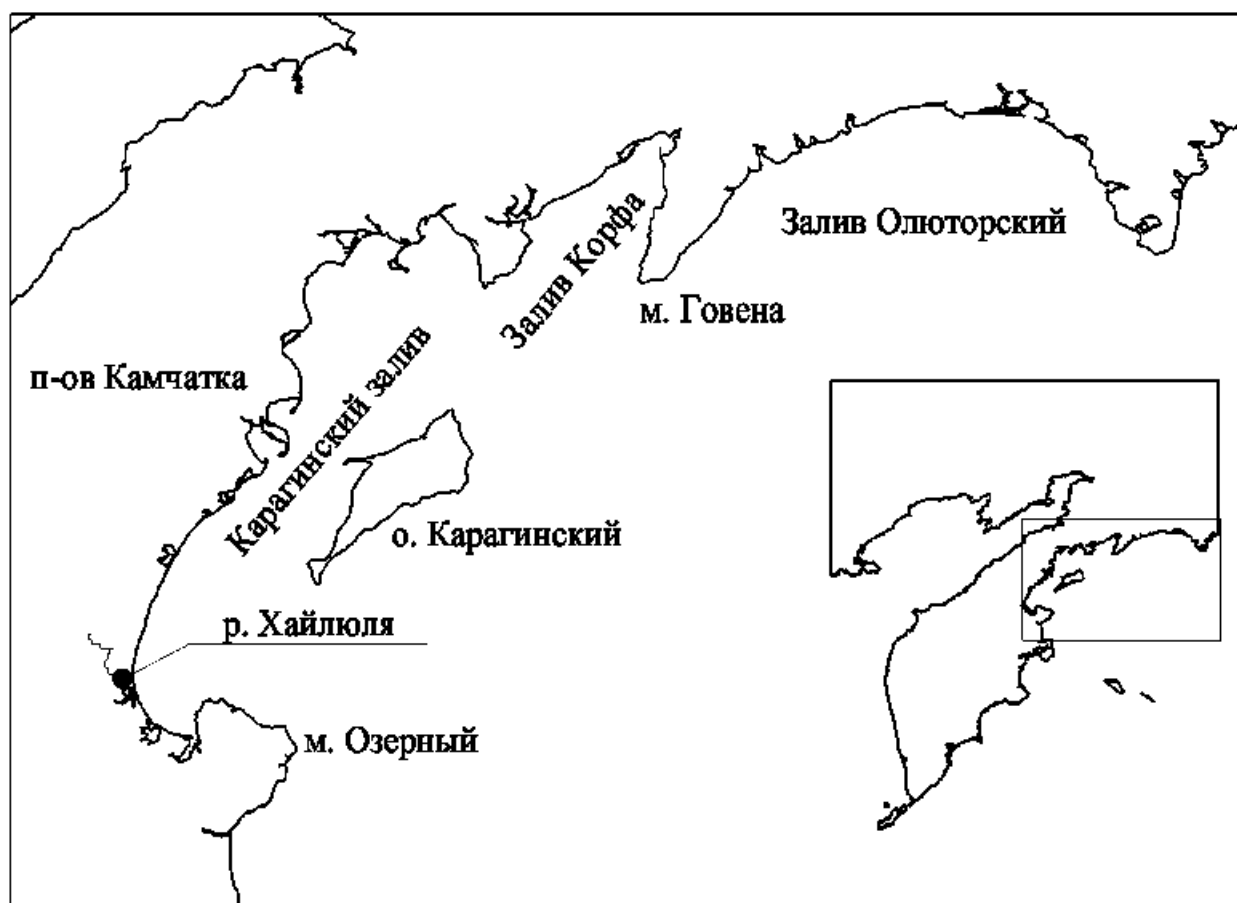 Залив Олюторский
Залив Корфа
м. Говена
п-ов Камчатка
Карагинский залив
о. Карагинский
р. Хайлюля
м. Озерный